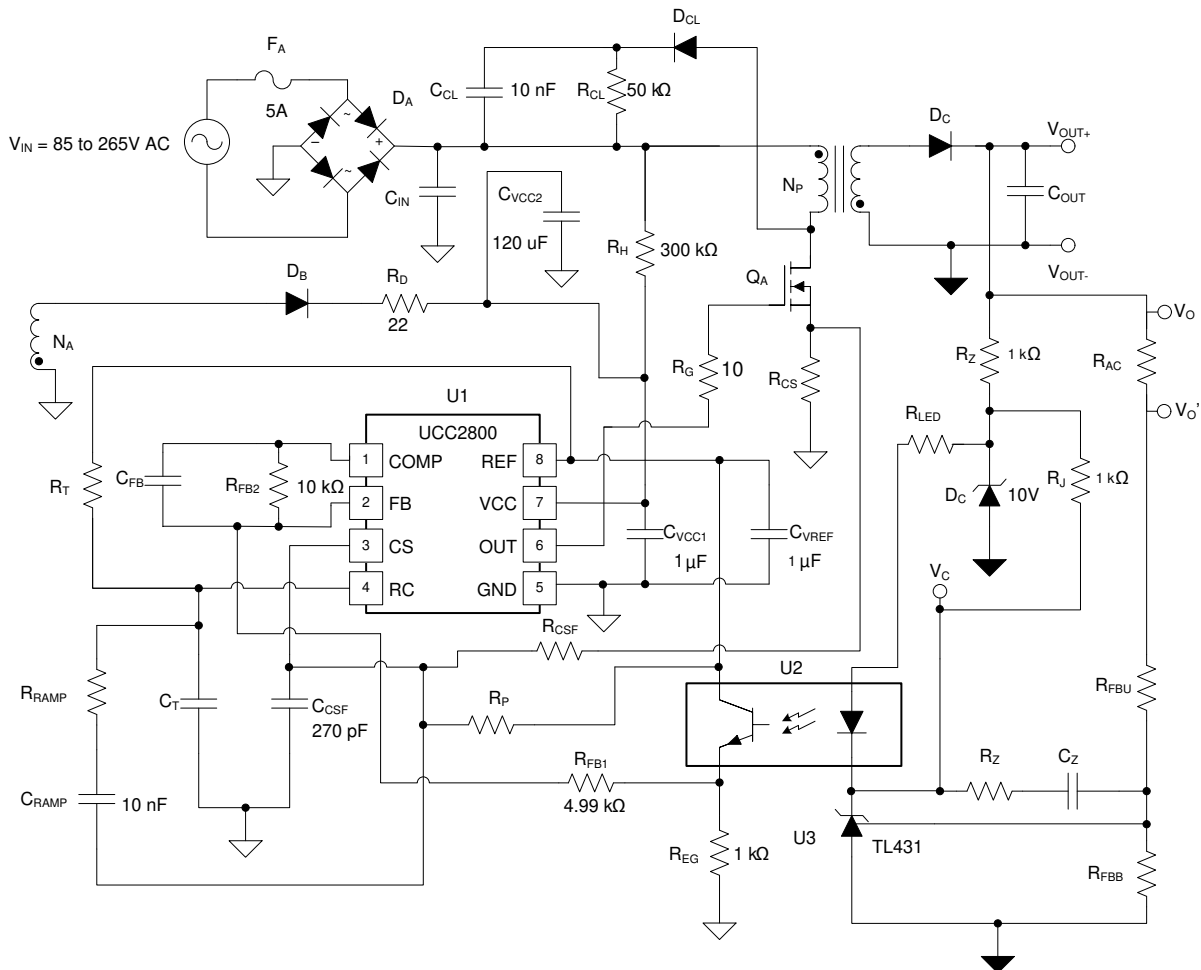 D_CL
F_A
C_CL
10 nF
R_CL
50 kΩ
5A
D_A
D_C
V_OUT+
V_IN = 85 to 265V AC
~
+
−
~
N_P
C_OUT
C_IN
C_VCC2
120 uF
R_H
300 kΩ
V_OUT-
D_B
R_D
22
Q_A
N_A
V_O
R_Z
1 kΩ
R_AC
R_G
10
R_CS
U1
V_O'
UCC2800
R_LED
1
COMP
REF
8
C_FB
R_FB2
10 kΩ
R_T
2
FB
VCC
7
D_C
10V
R_J
1 kΩ
3
CS
OUT
6
C_VCC1
1 µF
C_VREF
1 µF
4
RC
GND
5
V_C
R_CSF
U2
R_RAMP
C_T
C_CSF
270 pF
R_P
R_FBU
R_FB1
4.99 kΩ
R_Z
C_Z
C_RAMP
10 nF
U3
TL431
R_EG
1 kΩ
R_FBB